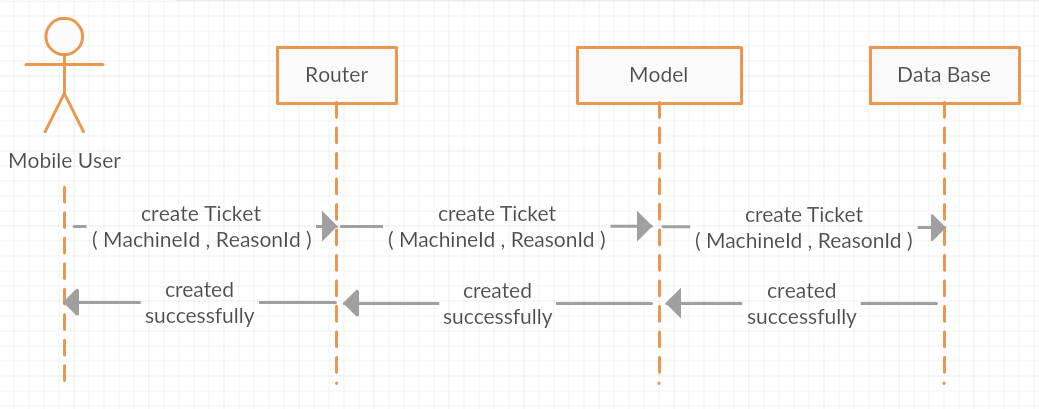 Router
Model
Data Base
Mobile User
create Ticket
( MachineId , ReasonId )
create Ticket
( MachineId , ReasonId )
create Ticket
( MachineId , ReasonId )
created
successfully
created
successfully
created
successfully